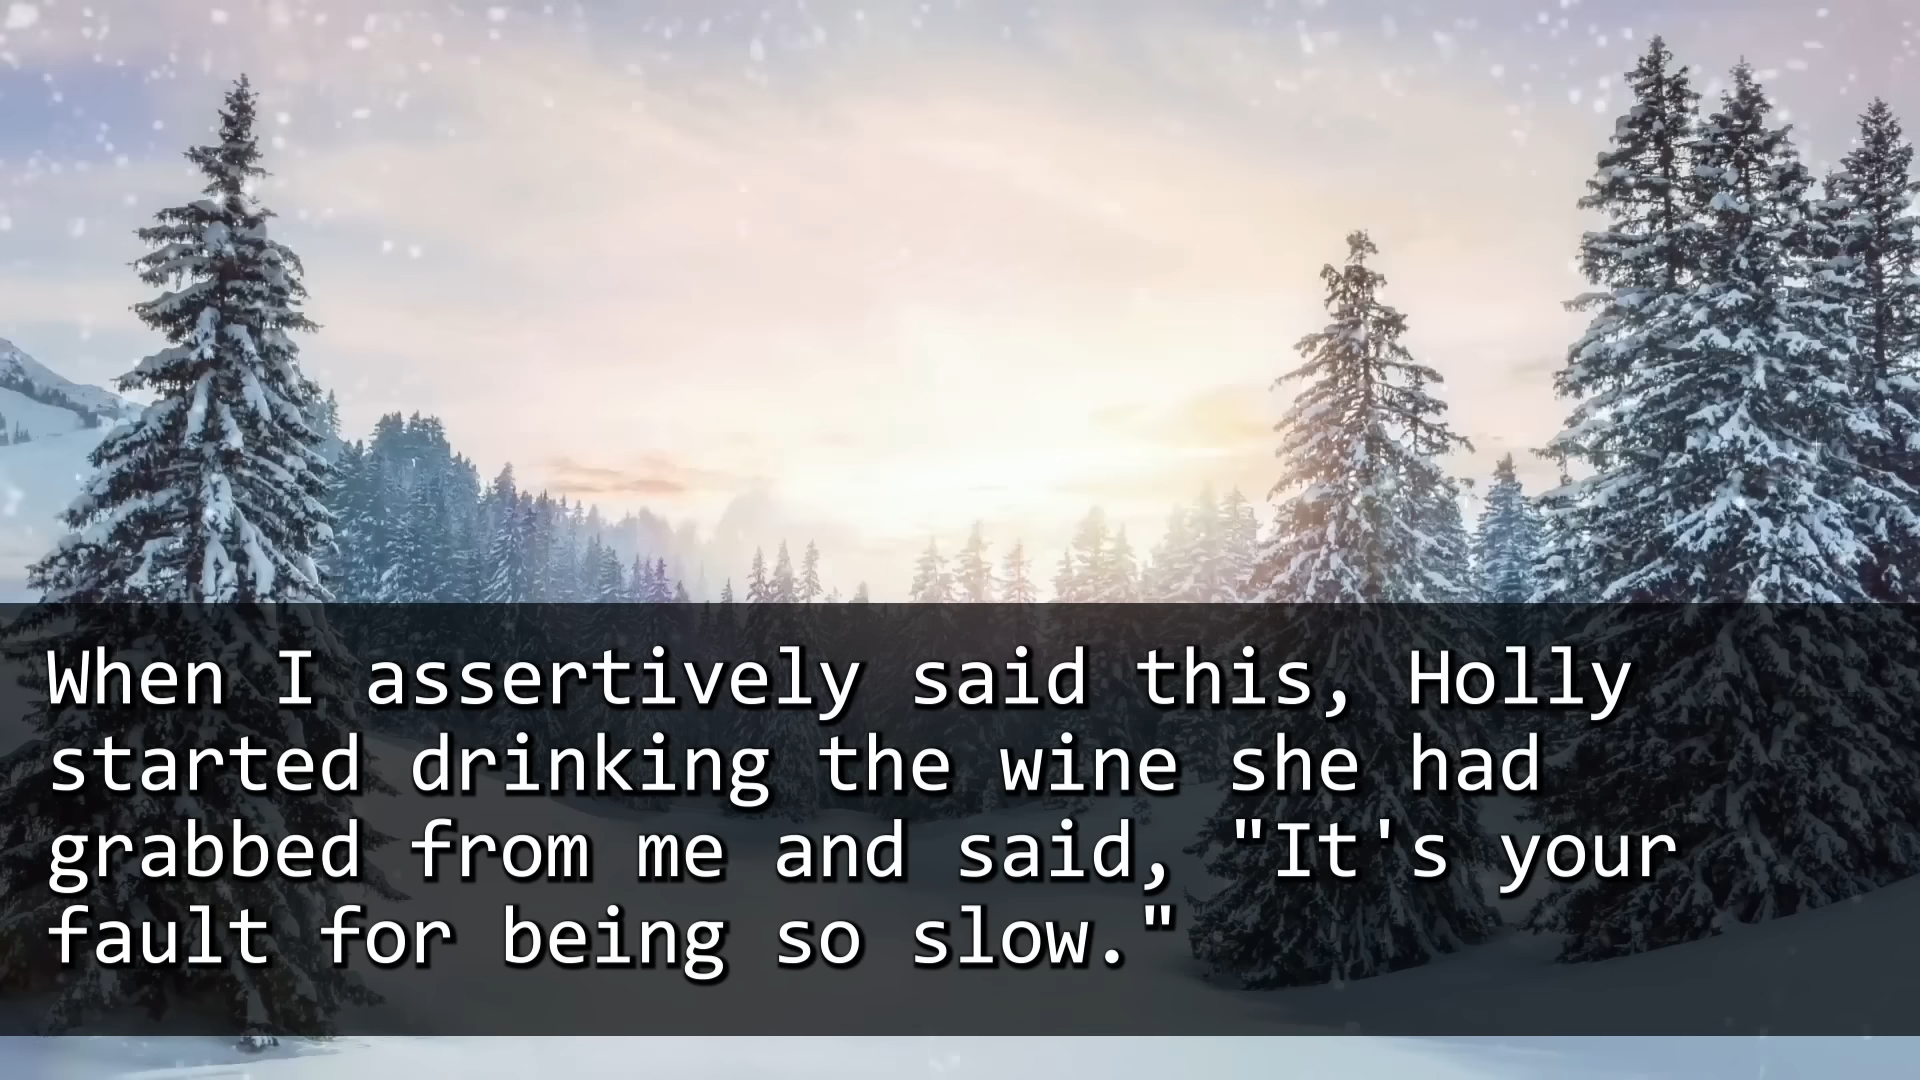 When I assertively said this, Holly
started drinking the wine she had
grabbed from me and said, "It's your
fault for being so slow."